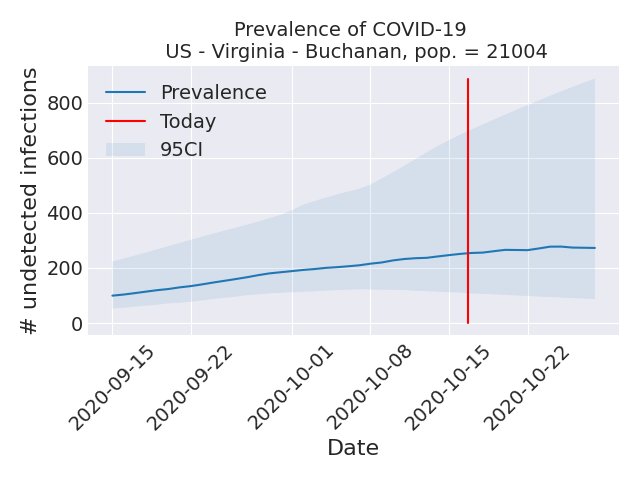 Prevalence of COVID-19
US - Virginia - Buchanan, pop. = 21004
Prevalence
Today
95CI
# undetected infections
800
600
400
200
0
2020-09-15
2020-09-22
2020-10-01
2020-10-08
2020-10-15
2020-10-22
Date